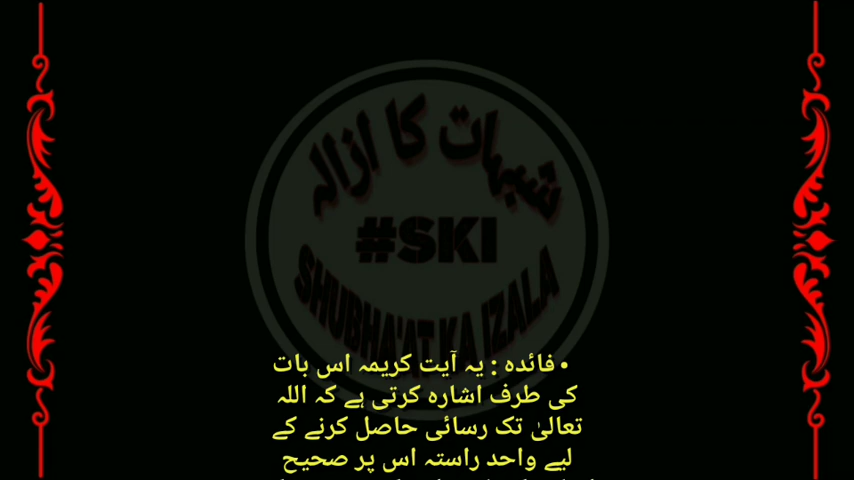 شبہات کا ازالہ
#SKI
SHUBHA'AT KA IZALA
• فائدہ : یہ آیت کریمہ اس بات
کی طرف اشارہ کرتی ہے کہ اللہ
تعالیٰ تک رسائی حاصل کرنے کے
لیے واحد راستہ اس پر صحیح